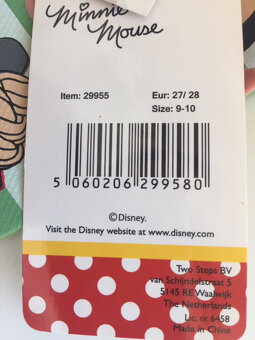 Minnie
Mouse
Item: 29955
Eur: 27/ 28
Size: 9-10
5 060206 299580
©Disney.
Visit the Disney website at www.disney.com
Two Steps BV
van Schijndelstraat 5
5145 RE Waalwijk
The Netherlands
Lic. nr 6458
Made in China